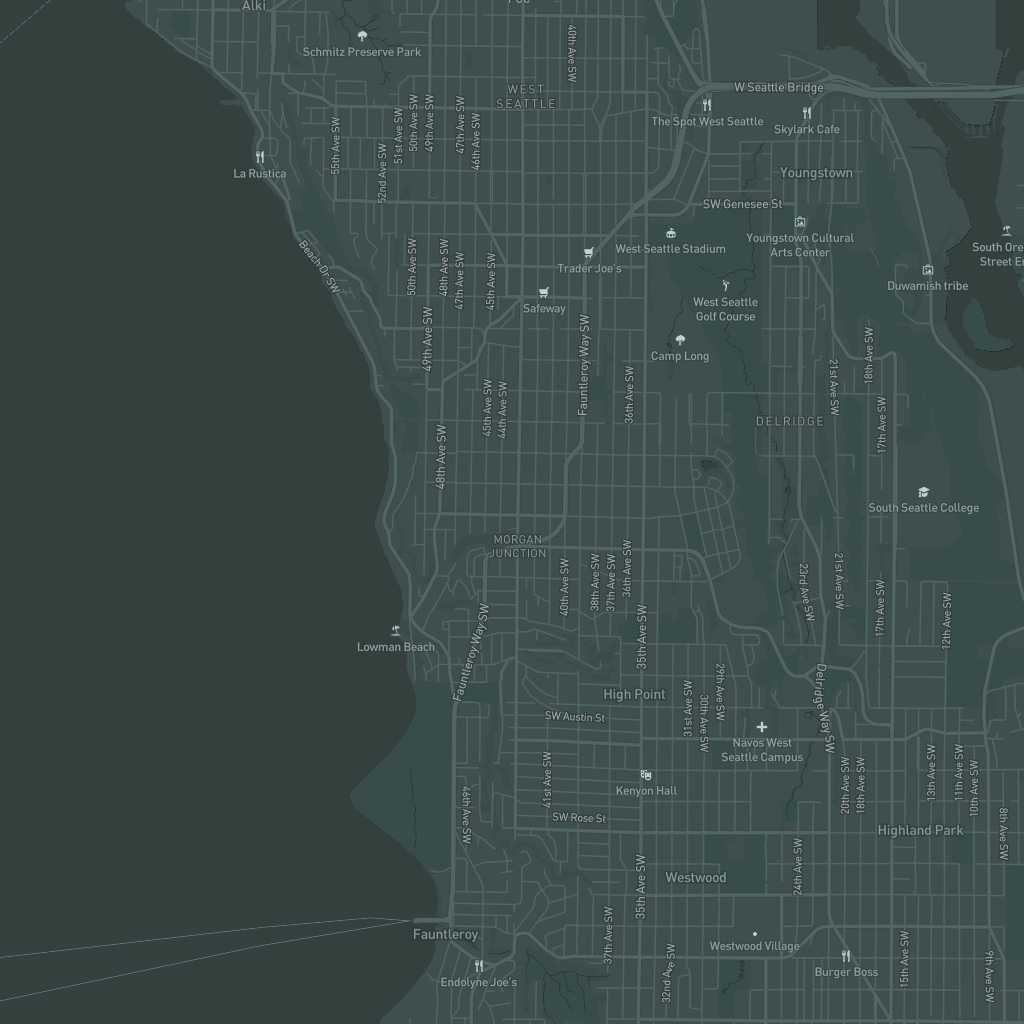 Alki
Schmitz Preserve Park
40th Ave SW
WEST
SEATTLE
W Seattle Bridge
The Spot West Seattle
Skylark Cafe
55th Ave SW
52nd Ave SW
51st Ave SW
50th Ave SW
49th Ave SW
47th Ave SW
46th Ave SW
La Rustica
Youngstown
SW Genesee St
Beach Dr SW
West Seattle Stadium
Youngstown Cultural
Arts Center
South Ore
Street En
Trader Joe's
50th Ave SW
48th Ave SW
47th Ave SW
45th Ave SW
Duwamish tribe
Safeway
West Seattle
Golf Course
49th Ave SW
Fauntleroy Way SW
Camp Long
18th Ave SW
21st Ave SW
36th Ave SW
45th Ave SW
44th Ave SW
17th Ave SW
DELRIDGE
48th Ave SW
South Seattle College
MORGAN
JUNCTION
40th Ave SW
38th Ave SW
37th Ave SW
36th Ave SW
23rd Ave SW
21st Ave SW
17th Ave SW
12th Ave SW
Lowman Beach
Fauntleroy Way SW
35th Ave SW
High Point
29th Ave SW
31st Ave SW
30th Ave SW
Delridge Way SW
SW Austin St
Navos West
Seattle Campus
41st Ave SW
Kenyon Hall
20th Ave SW
18th Ave SW
13th Ave SW
11th Ave SW
10th Ave SW
46th Ave SW
SW Rose St
8th Ave SW
Highland Park
35th Ave SW
Westwood
24th Ave SW
Fauntleroy
37th Ave SW
Westwood Village
32nd Ave SW
Burger Boss
15th Ave SW
9th Ave SW
Endolyne Joe's